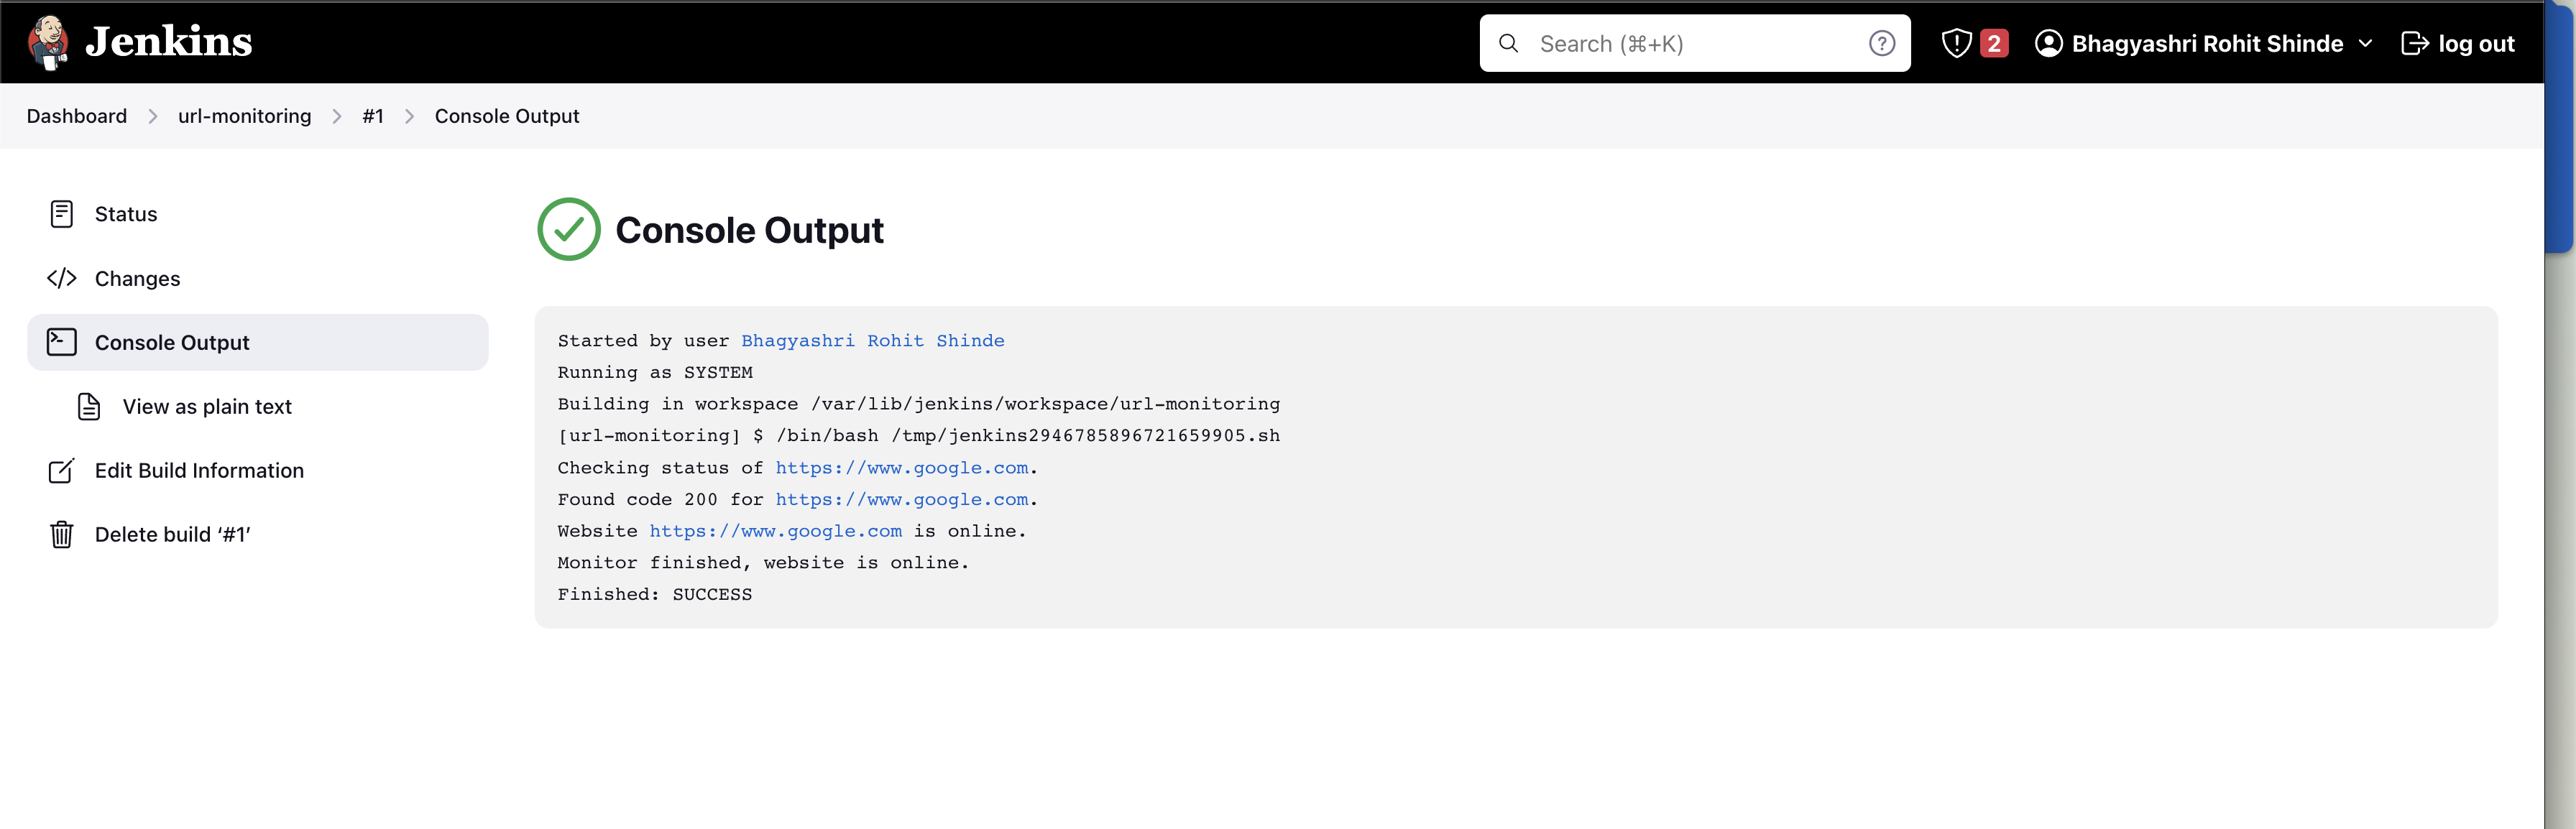 Jenkins
Search (⌘+K)
2
Bhagyashri Rohit Shinde
log out
Dashboard
url-monitoring
#1
Console Output
Status
Changes
Console Output
View as plain text
Edit Build Information
Delete build ‘#1’
Console Output
Started by user Bhagyashri Rohit Shinde
Running as SYSTEM
Building in workspace /var/lib/jenkins/workspace/url-monitoring
[url-monitoring] $ /bin/bash /tmp/jenkins2946785896721659905.sh
Checking status of https://www.google.com.
Found code 200 for https://www.google.com.
Website https://www.google.com is online.
Monitor finished, website is online.
Finished: SUCCESS